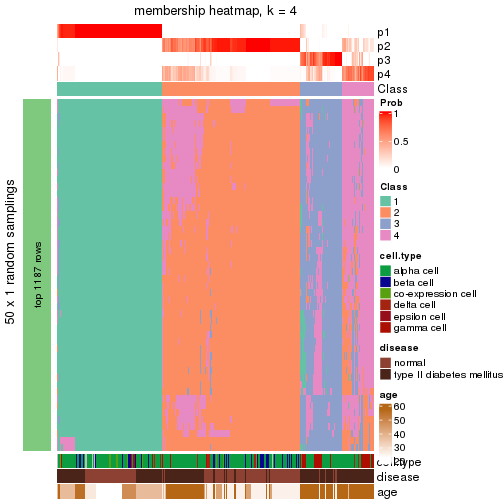 membership heatmap, k = 4
p1
p2
p3
p4
Class
50 x 1 random samplings
top 1187 rows
Prob
1
0.5
0
Class
1
2
3
4
cell.type
alpha cell
beta cell
co-expression cell
delta cell
epsilon cell
gamma cell
disease
normal
type II diabetes mellitus
age
60
50
40
30
cell.type
disease
age